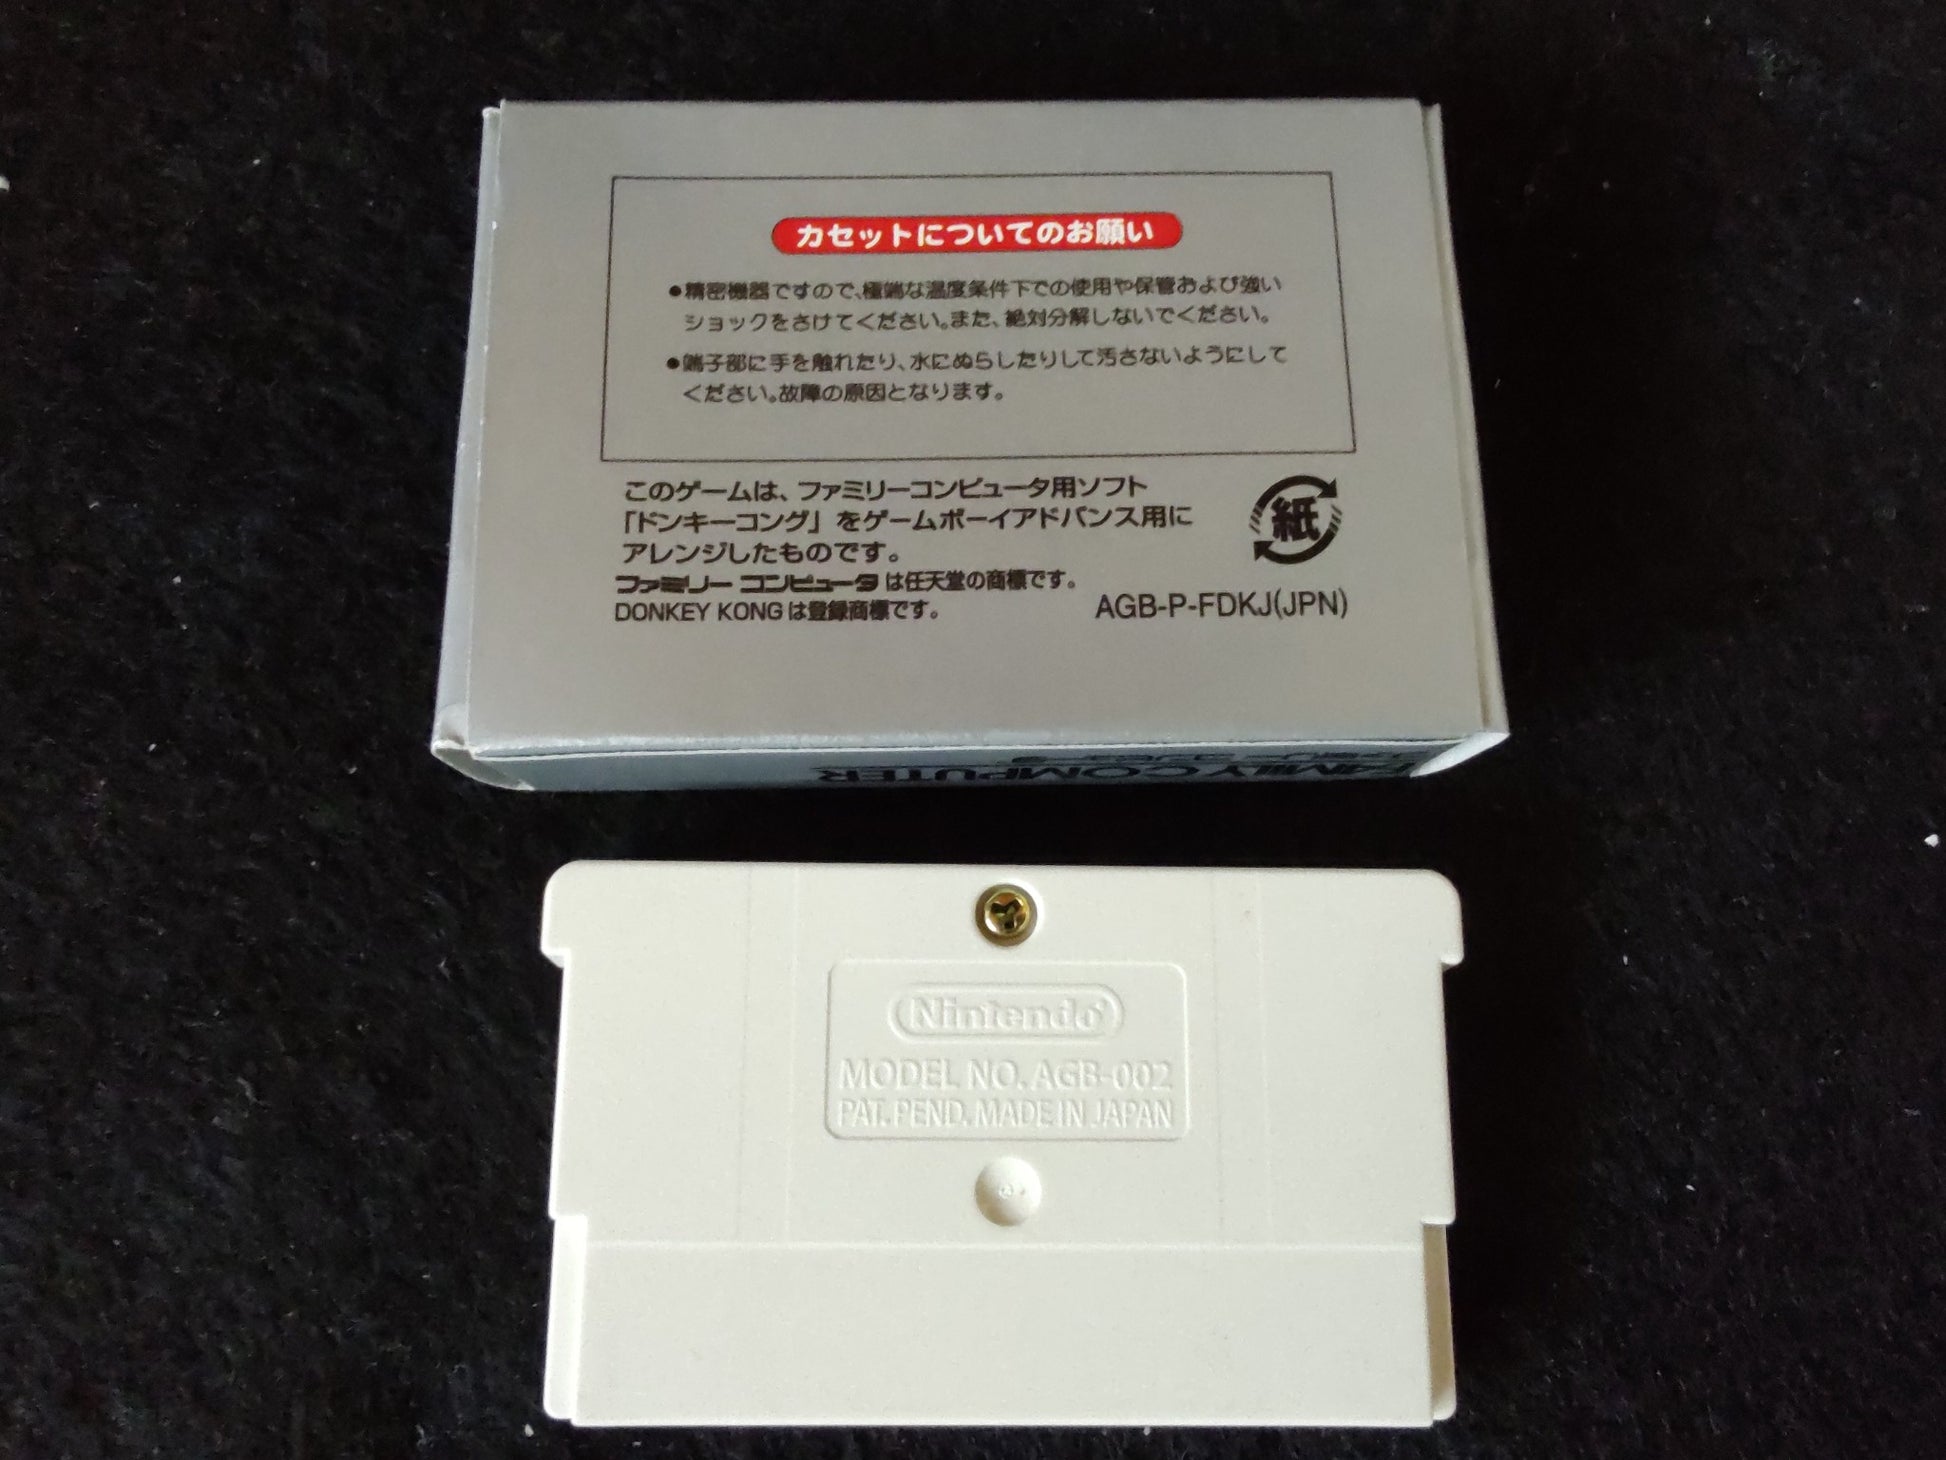 カセットについてのお願い
●精密機器ですので、極端な温度条件下での使用や保管および強い
ショックをさけてください。また、絶対分解しないでください。
●端子部に手を触れたり、水にぬらしたりして汚さないようにして
ください。故障の原因となります。
このゲームは、ファミリーコンピュータ用ソフト
「ドンキーコング」をゲームボーイアドバンス用に
アレンジしたものです。
紙
ファミリー コンピュータは任天堂の商標です。
DONKEY KONGは登録商標です。
AGB-P-FDKJ(JPN)
FAMILY COMPUTER
Nintendo
MODEL NO. AGB-002
PAT. PEND. MADE IN JAPAN